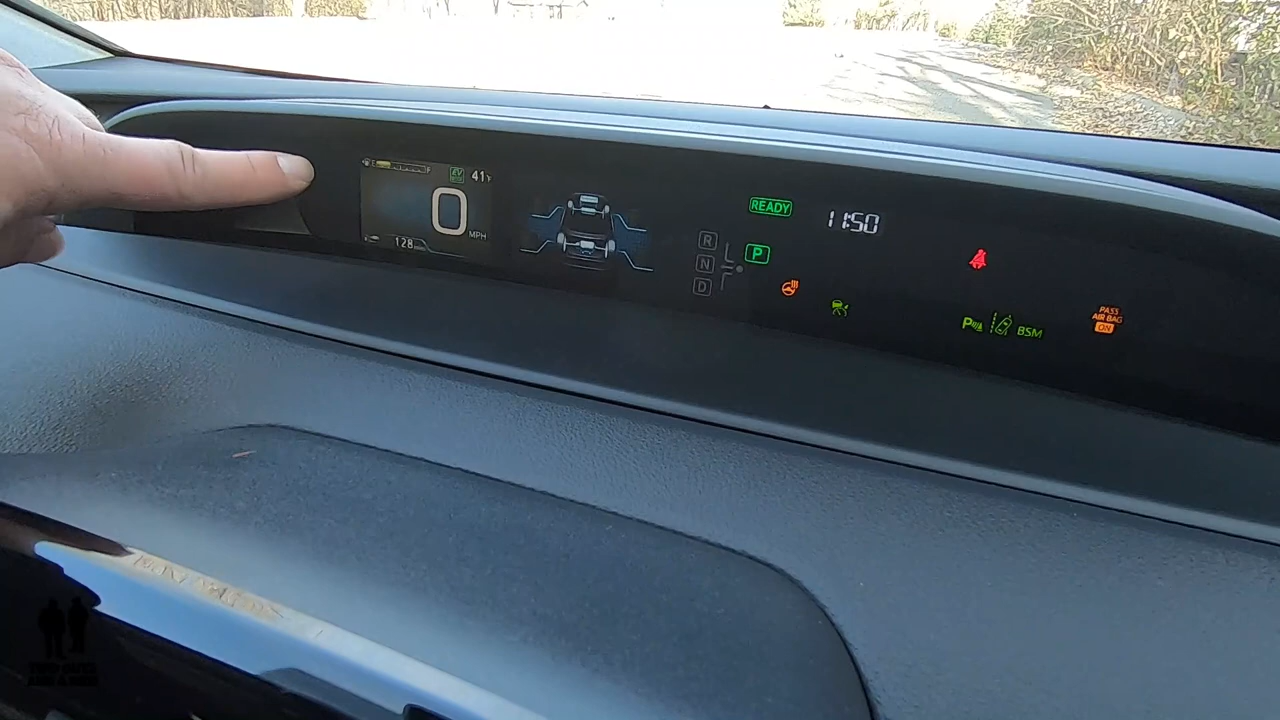 E F
EV
41°F
0
MPH
128
R
N
D
P
READY
11:50
P
BSM
PASS
AIR BAG
ON